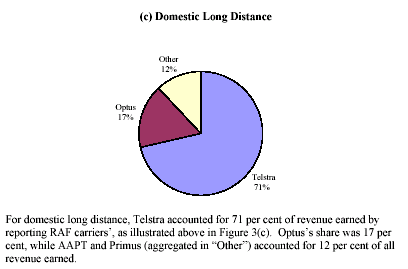 (c) Domestic Long Distance
Other
12%
Optus
17%
Telstra
71%
For domestic long distance, Telstra accounted for 71 per cent of revenue earned by
reporting RAF carriers’, as illustrated above in Figure 3(c).  Optus’s share was 17 per
cent, while AAPT and Primus (aggregated in “Other”) accounted for 12 per cent of all
revenue earned.